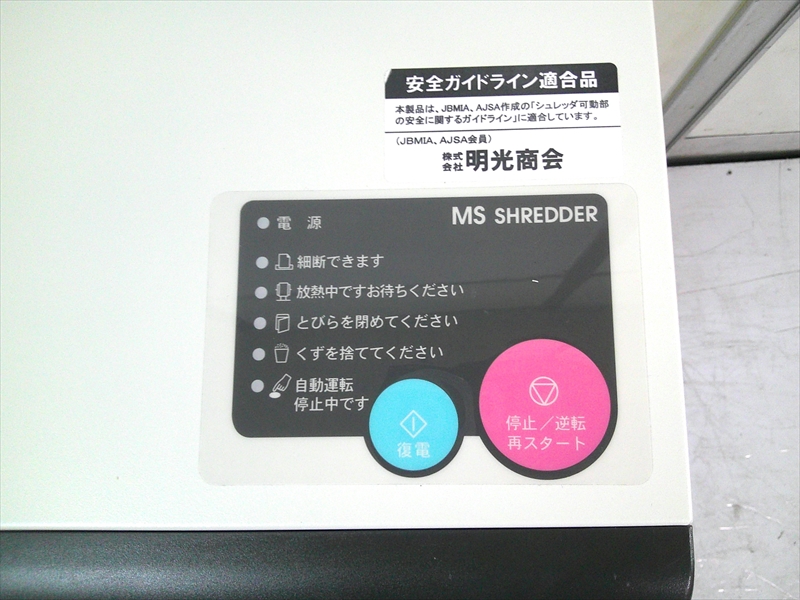 安全ガイドライン適合品
本製品は、JBMIA、AJSA作成の「シュレッダ可動部
の安全に関するガイドライン」に適合しています。
(JBMIA、AJSA会員)
株式会社 明光商会
電 源
MS SHREDDER
細断できます
放熱中ですお待ちください
とびらを閉めてください
くずを捨ててください
自動運転
停止中です
復電
停止／逆転
再スタート